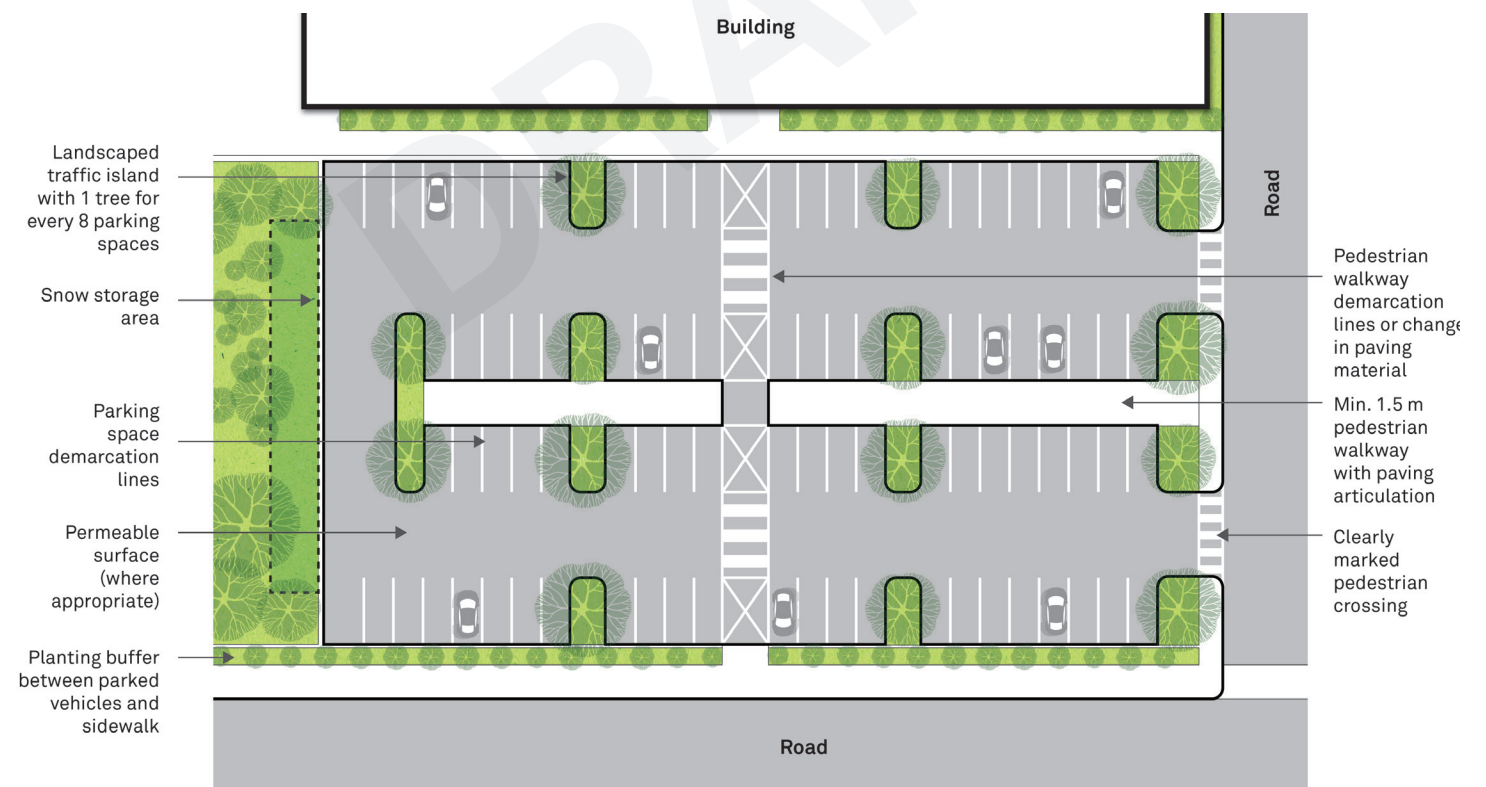 Building
Landscaped
traffic island
with 1 tree for
every 8 parking
spaces
Snow storage
area
Parking
space
demarcation
lines
Permeable
surface
(where
appropriate)
Planting buffer
between parked
vehicles and
sidewalk
Road
Pedestrian
walkway
demarcation
lines or change
in paving
material
Min. 1.5 m
pedestrian
walkway
with paving
articulation
Clearly
marked
pedestrian
crossing
Road
DRA